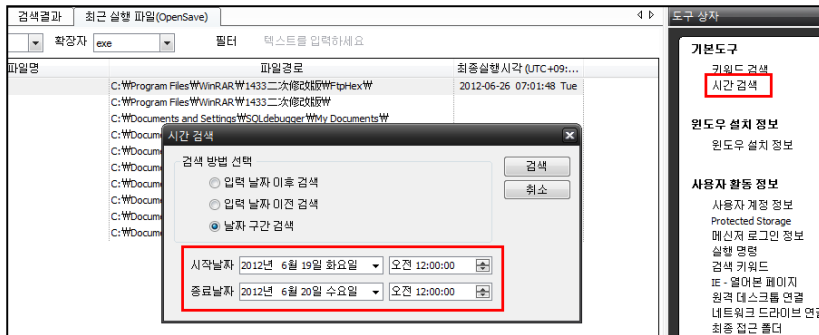 검색결과 최근 실행 파일(OpenSave)
확장자 exe 필터 텍스트를 입력하세요
파일명 파일경로 최종실행시각 (UTC+09:...
C:₩Program Files₩WinRAR₩1433二次修改版₩FtpHex₩ 2012-06-26 07:01:48 Tue
C:₩Program Files₩WinRAR₩1433二次修改版₩
C:₩Documents and Settings₩SQLdebugger₩My Documents₩
C:₩Docume
C:₩Docume
C:₩Docume
C:₩Docume
C:₩Docume
C:₩Docume
C:₩Docum
시간 검색
검색 방법 선택
입력 날짜 이후 검색
입력 날짜 이전 검색
날짜 구간 검색
검색
취소
시작날짜 2012년 6월 19일 화요일 오전 12:00:00
종료날짜 2012년 6월 20일 수요일 오전 12:00:00
도구 상자
기본도구
키워드 검색
시간 검색
윈도우 설치 정보
윈도우 설치 정보
사용자 활동 정보
사용자 계정 정보
Protected Storage
메신저 로그인 정보
실행 명령
검색 키워드
IE - 열어본 페이지
원격 데스크톱 연결
네트워크 드라이브 연결
최종 접근 폴더